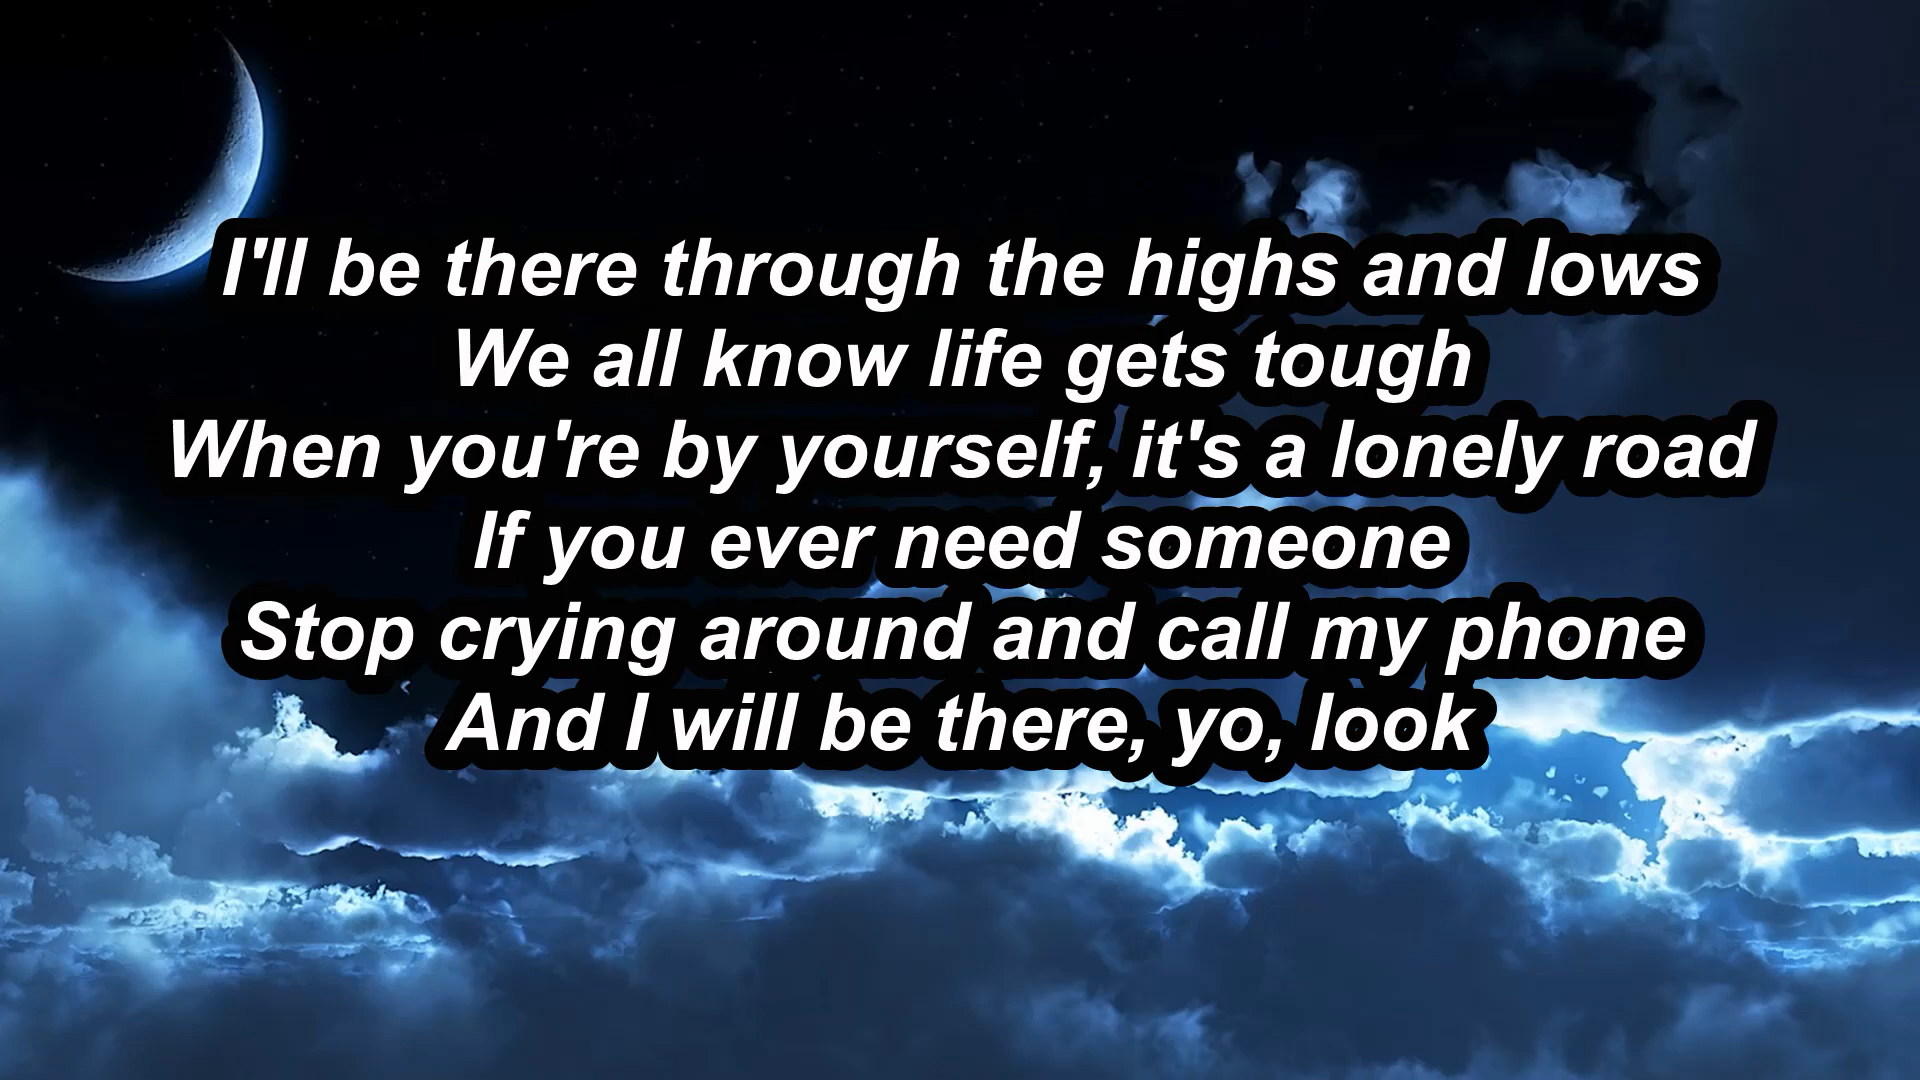 I'll be there through the highs and lows
We all know life gets tough
When you're by yourself, it's a lonely road
If you ever need someone
Stop crying around and call my phone
And I will be there, yo, look